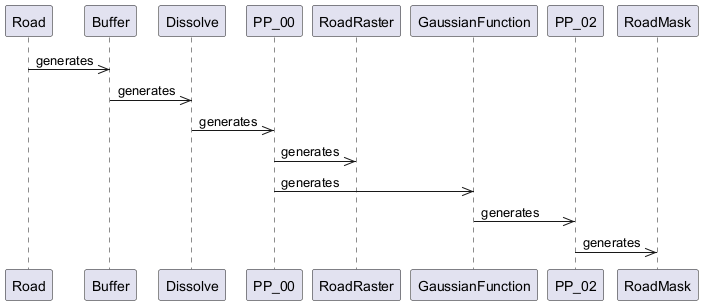 Road Buffer Dissolve PP_00 RoadRaster GaussianFunction PP_02 RoadMask
generates
generates
generates
generates
generates
generates
generates
Road Buffer Dissolve PP_00 RoadRaster GaussianFunction PP_02 RoadMask